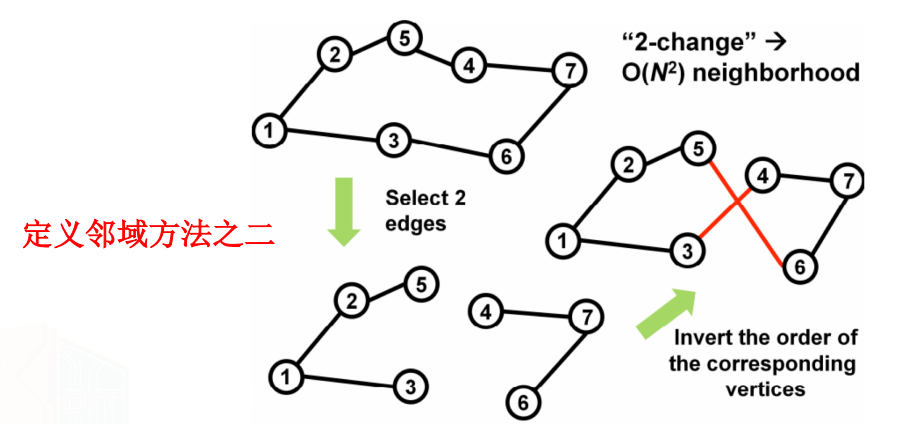 “2-change” →
O(N²) neighborhood
2
5
4
7
1
3
6
Select 2
edges
定义邻域方法之二
2
5
4
7
1
3
6
2
5
4
7
1
3
6
Invert the order of
the corresponding
vertices